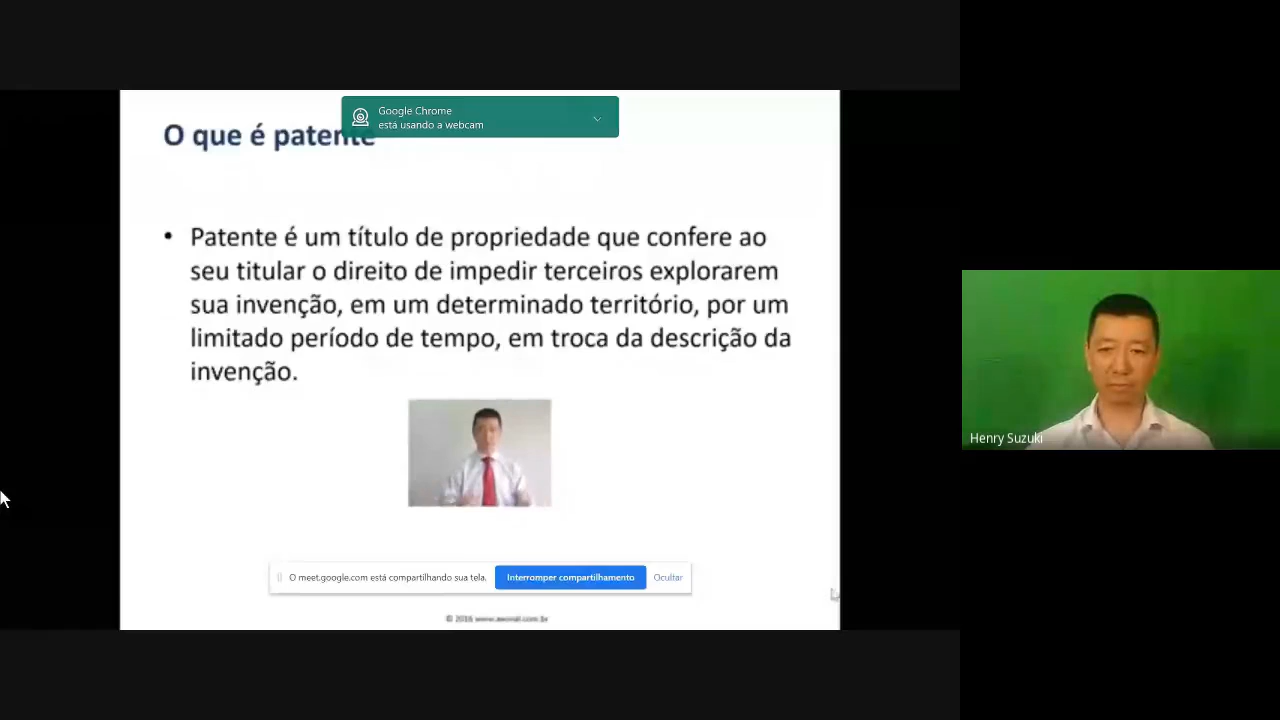 Google Chrome
está usando a webcam
O que é patente
• Patente é um título de propriedade que confere ao
seu titular o direito de impedir terceiros explorarem
sua invenção, em um determinado território, por um
limitado período de tempo, em troca da descrição da
invenção.
Henry Suzuki
O meet.google.com está compartilhando sua tela.
Interromper compartilhamento
Ocultar
© 2016